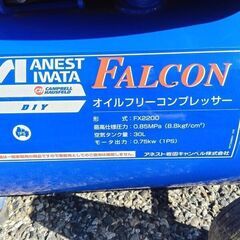 ANEST
IWATA
FALCON
CAMPBELL
HAUSFELD
DIY
オイルフリーコンプレッサー
形　式：FX2200
最高仕様圧力：0.85MPa (8.8kgf/cm²)
空気タンク量：30L
モータ出力：0.75kw (1PS)
アネスト岩田キャンベル株式会社